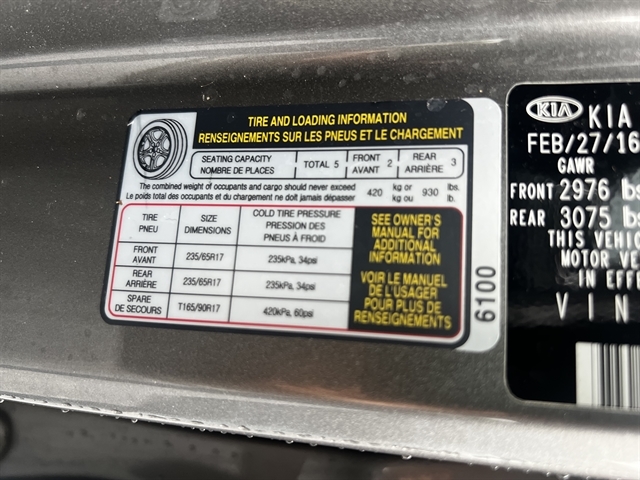 TIRE AND LOADING INFORMATION
RENSEIGNEMENTS SUR LES PNEUS ET LE CHARGEMENT
SEATING CAPACITY
NOMBRE DE PLACES
TOTAL 5
FRONT
AVANT 2
REAR
ARRIÈRE 3
The combined weight of occupants and cargo should never exceed
Le poids total des occupants et du chargement ne doit jamais dépasser
420 kg or
kg ou 930 lbs.
lb.
TIRE
PNEU
SIZE
DIMENSIONS
COLD TIRE PRESSURE
PRESSION DES
PNEUS À FROID
FRONT
AVANT
235/65R17
235kPa, 34psi
REAR
ARRIÈRE
235/65R17
235kPa, 34psi
SPARE
DE SECOURS
T165/90R17
420kPa, 60psi
SEE OWNER'S
MANUAL FOR
ADDITIONAL
INFORMATION
VOIR LE MANUEL
DE L'USAGER
POUR PLUS DE
RENSEIGNEMENTS
6100
KIA KIA
FEB/27/16
GAWR
FRONT 2976
REAR 3075
THIS
MOTOR
IN
VIN